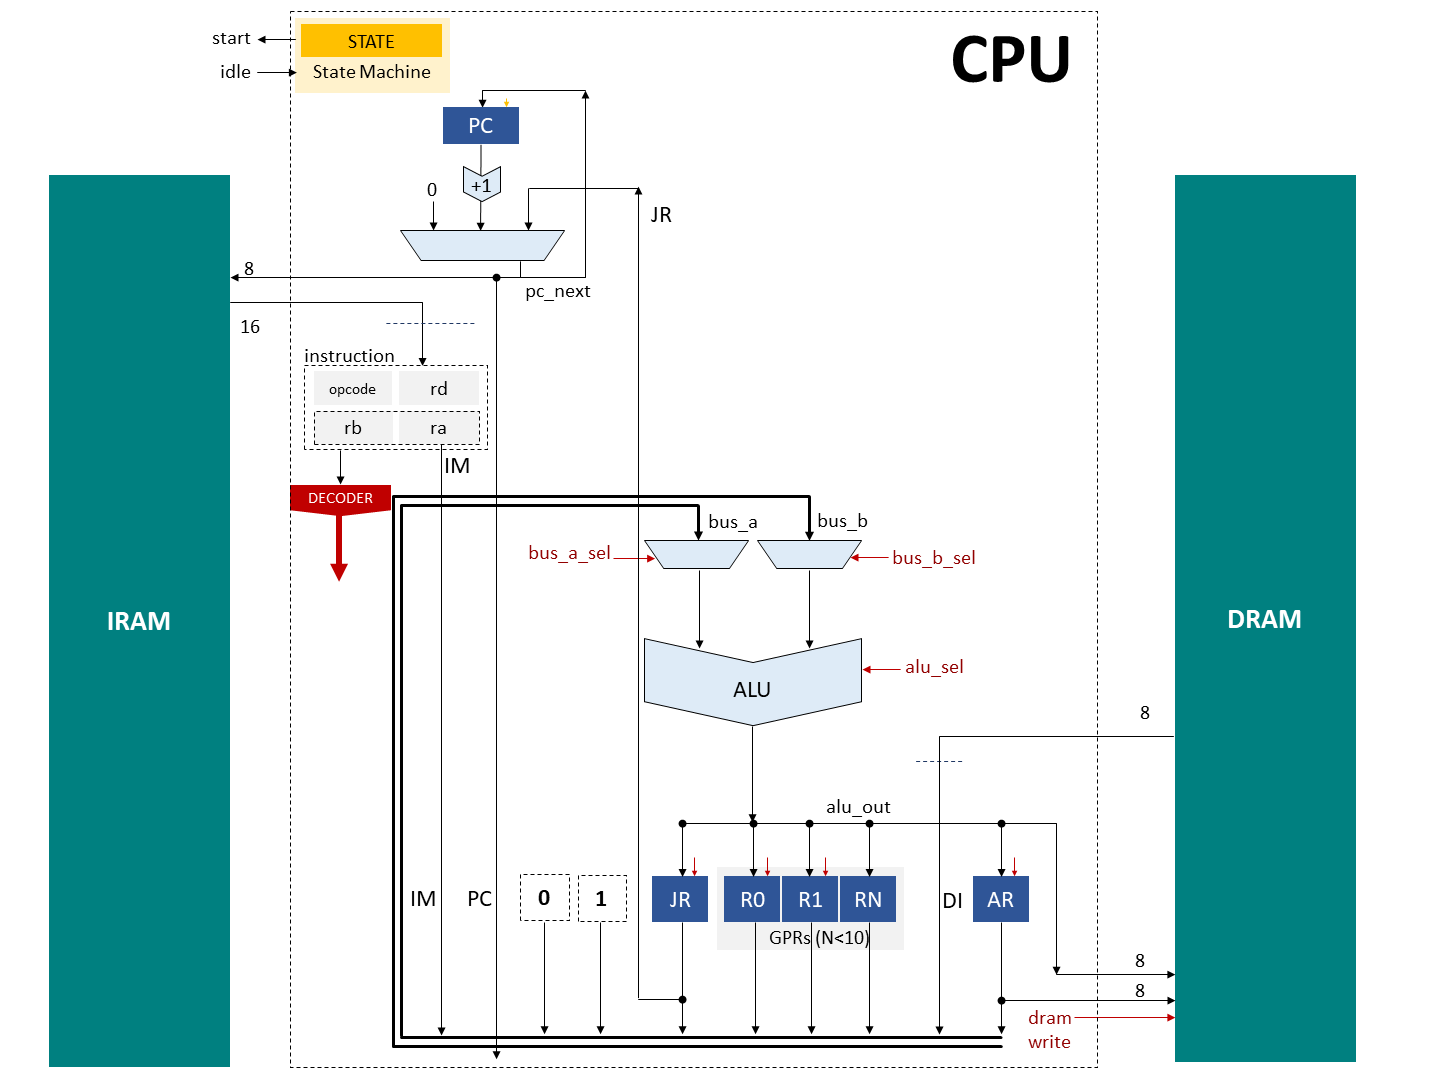 start
STATE
idle
State Machine
CPU
PC
+1
0
JR
8
pc_next
16
instruction
opcode
rd
rb
ra
IM
DECODER
bus_a
bus_b
bus_a_sel
bus_b_sel
IRAM
DRAM
alu_sel
ALU
8
alu_out
IM
PC
0
1
JR
R0
R1
RN
DI
AR
GPRs (N<10)
8
8
dram
write